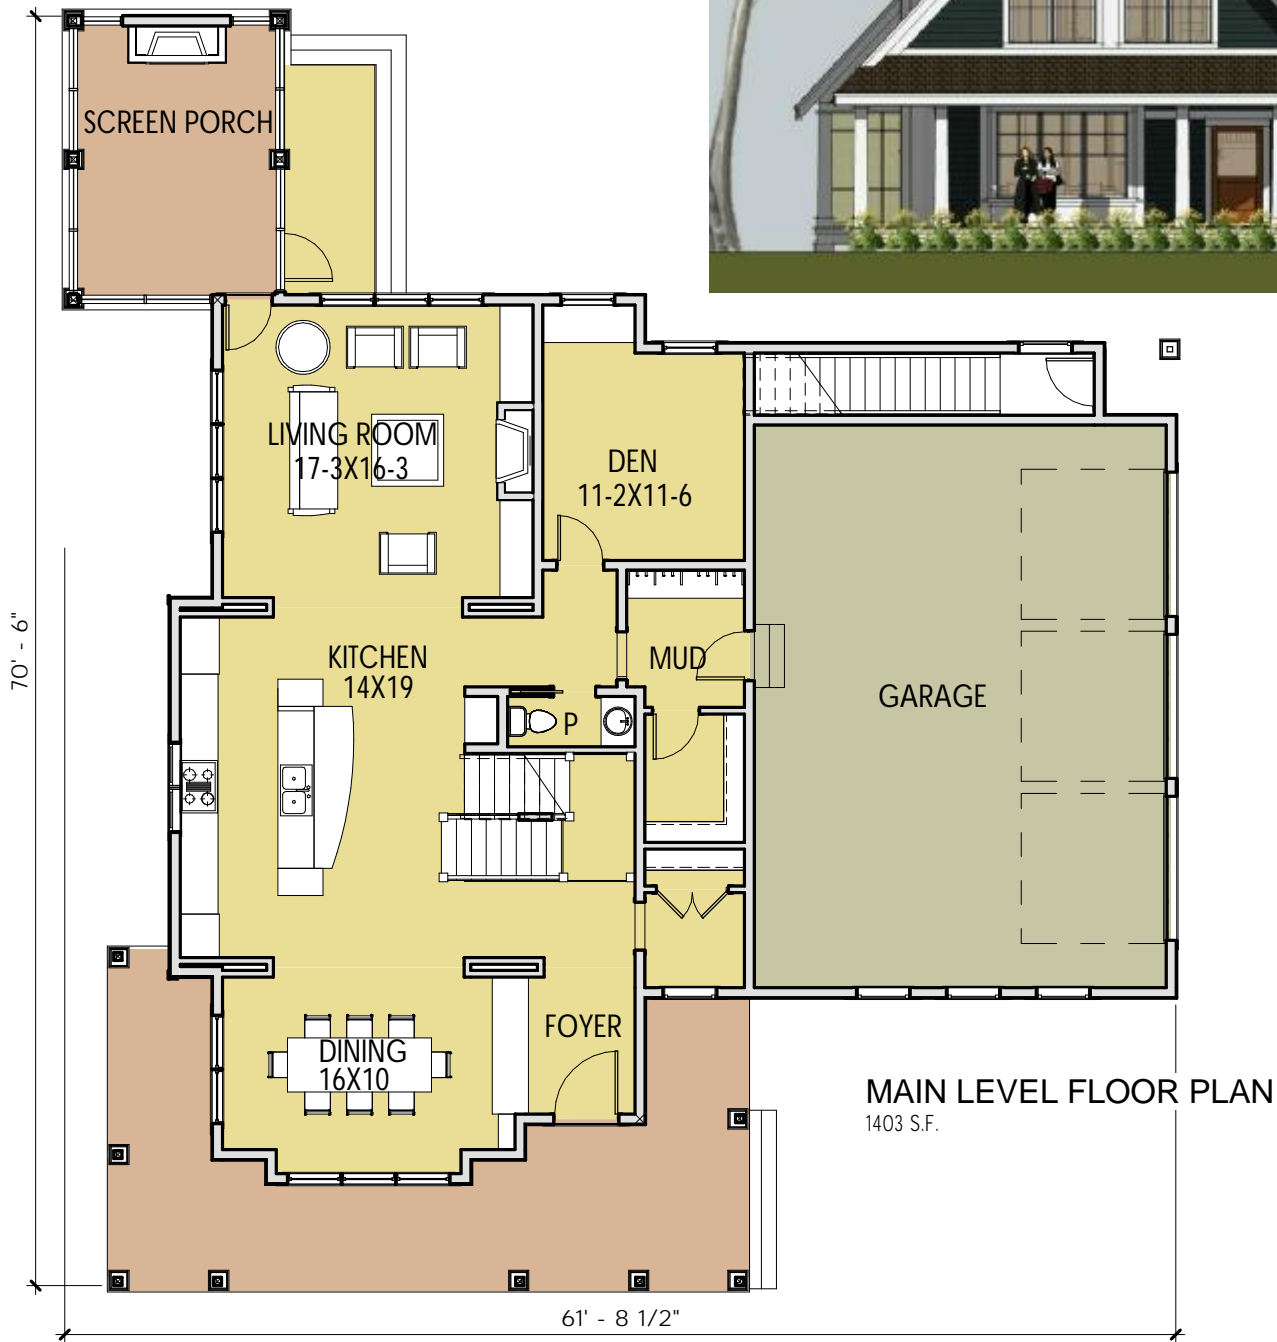 SCREEN PORCH
LIVING ROOM
17-3X16-3
DEN
11-2X11-6
70' - 6"
KITCHEN
14X19
MUD
P
GARAGE
FOYER
DINING
16X10
MAIN LEVEL FLOOR PLAN
1403 S.F.
61' - 8 1/2"